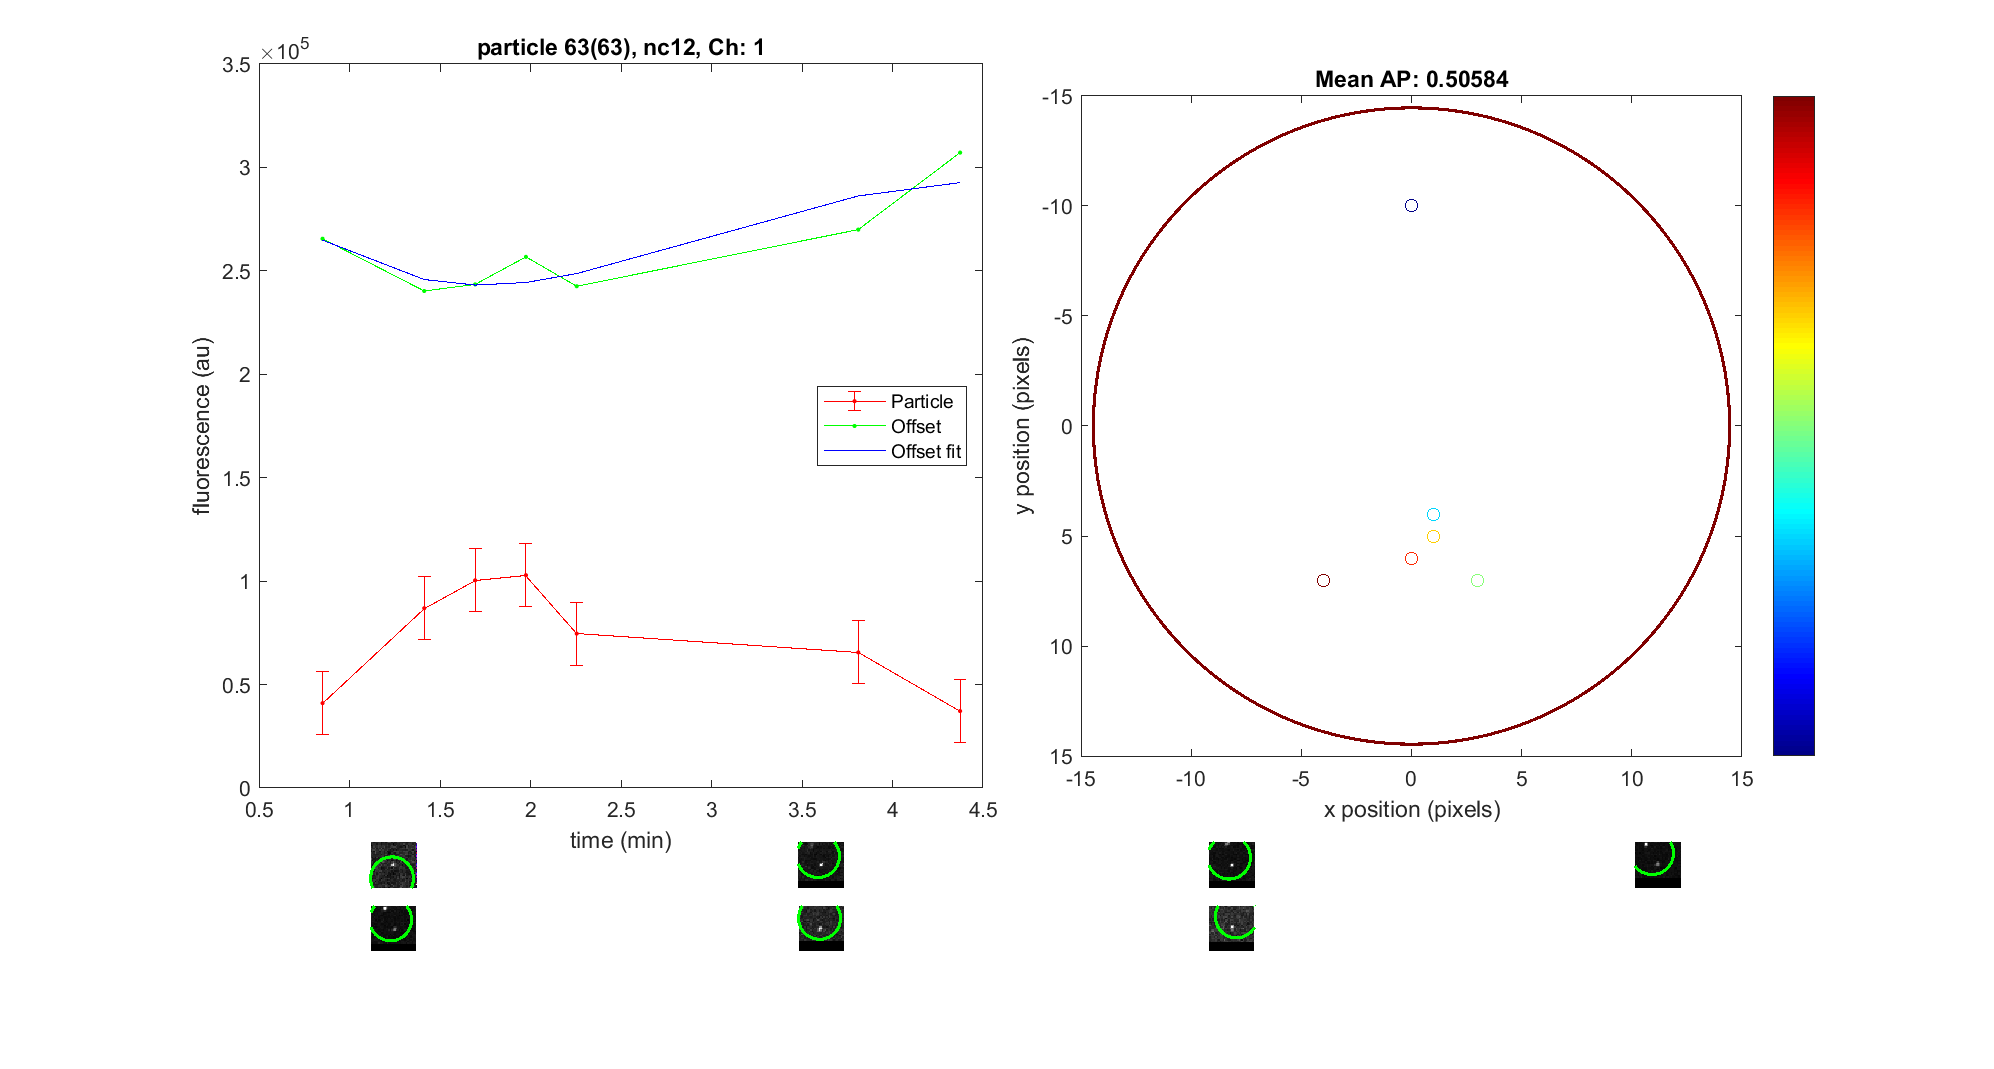 particle 63(63), nc12, Ch: 1
×10^5
3.5
3
2.5
2
1.5
1
0.5
0
fluorescence (au)
0.5 1 1.5 2 2.5 3 3.5 4 4.5
time (min)
Particle
Offset
Offset fit
Mean AP: 0.50584
-15
-10
-5
0
5
10
15
y position (pixels)
-15 -10 -5 0 5 10 15
x position (pixels)